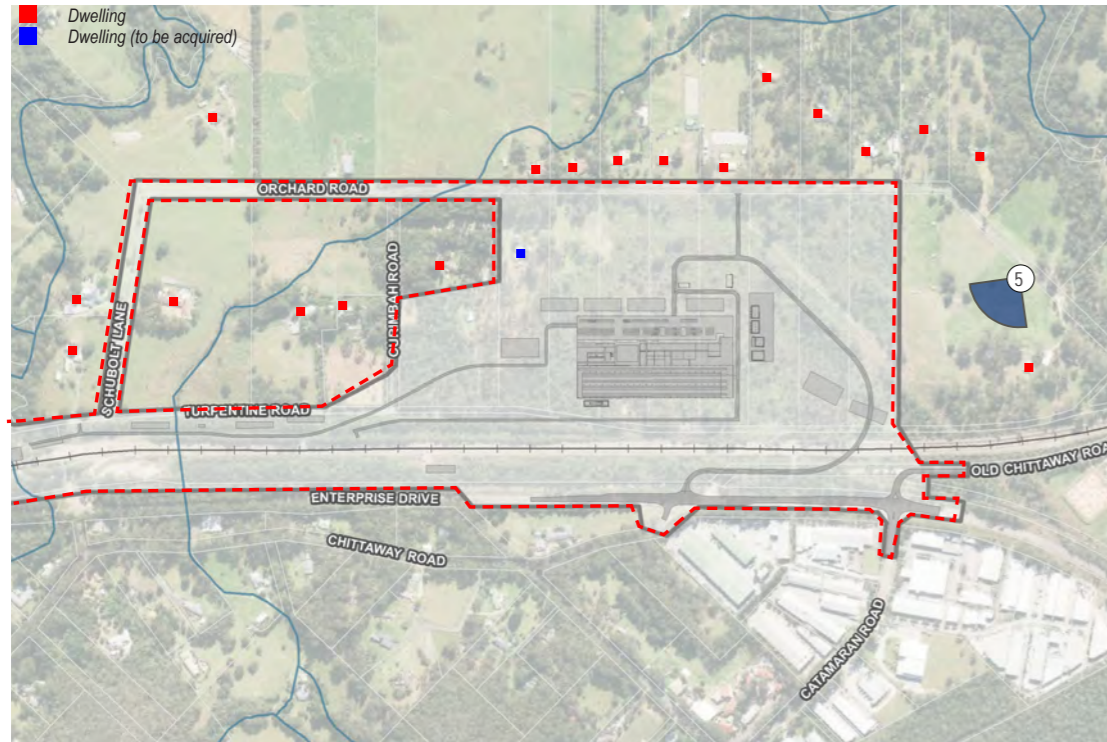 Dwelling
Dwelling (to be acquired)
ORCHARD ROAD
CURIMBAH ROAD
5
SCHUBOLT LANE
TURPENTINE ROAD
OLD CHITTAWAY ROAD
ENTERPRISE DRIVE
CHITTAWAY ROAD
CATAMARAN ROAD